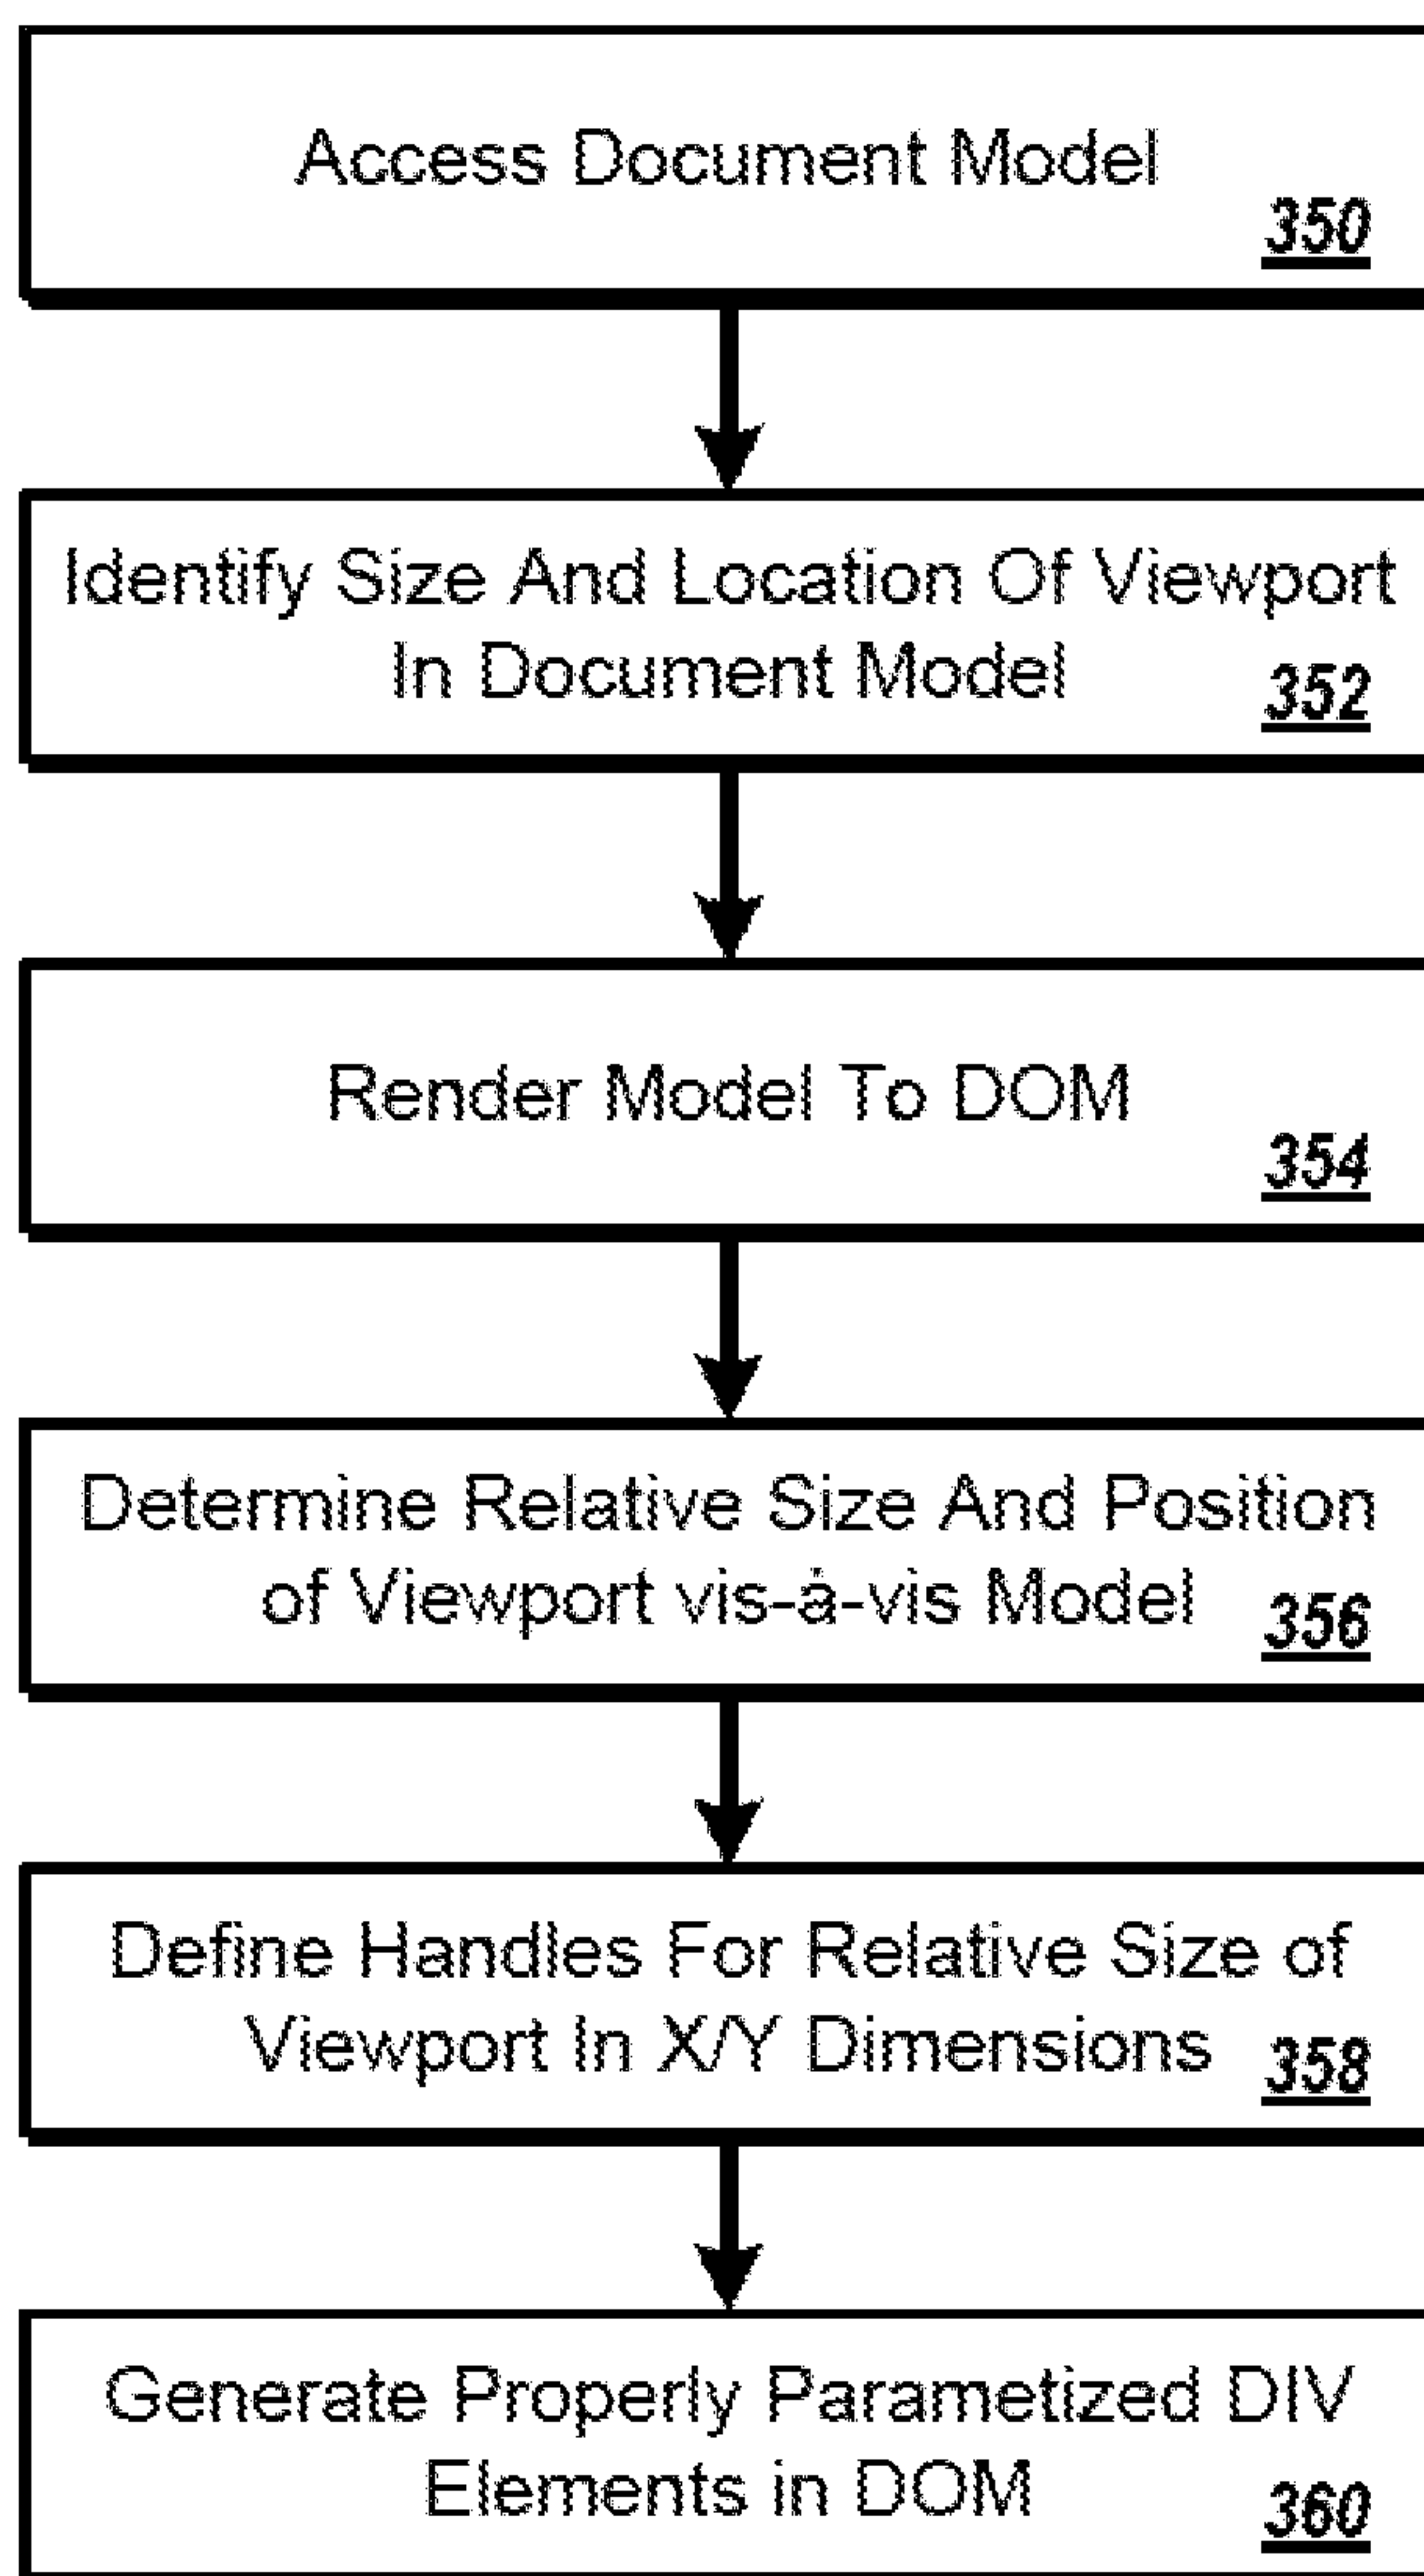 Access Document Model
350
Identify Size And Location Of Viewport
In Document Model
352
Render Model To DOM
354
Determine Relative Size And Position
of Viewport vis-à-vis Model
356
Define Handles For Relative Size of
Viewport In X/Y Dimensions
358
Generate Properly Parametized DIV
Elements in DOM
360